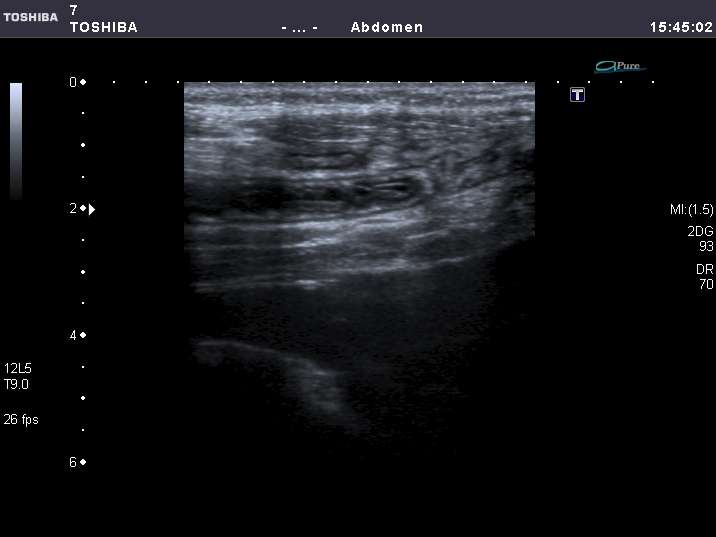 TOSHIBA
7
TOSHIBA - ... - Abdomen 15:45:02
aPure
T
0
2
4
6
MI:(1.5)
2DG
93
DR
70
12L5
T9.0
26 fps